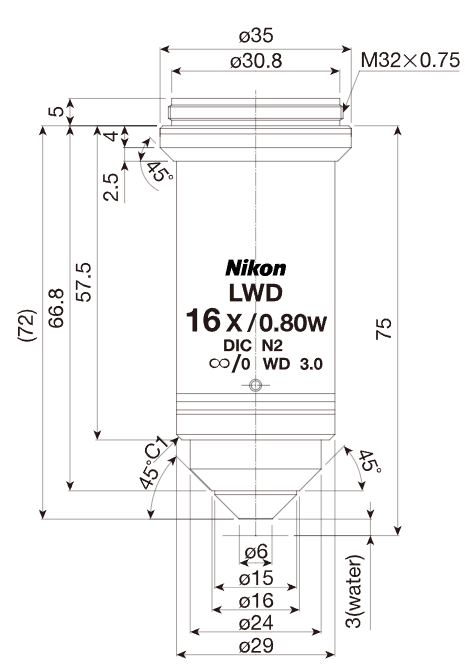 ø35
ø30.8
M32×0.75
5
4
2.5
45°
57.5
66.8
(72)
75
Nikon
LWD
16x/0.80W
DIC N2
∞/0 WD 3.0
C1
45°
45°
ø6
ø15
ø16
ø24
ø29
3(water)